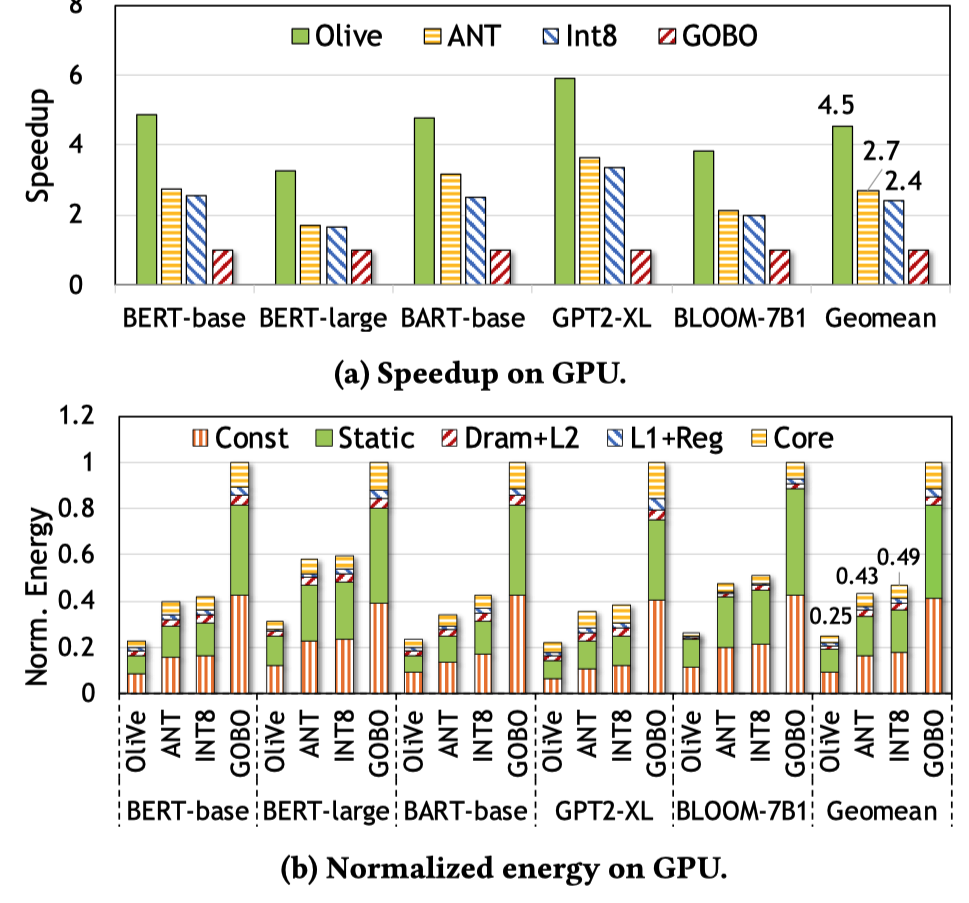 8
Olive ANT Int8 GOBO
6
4
2
0
Speedup
4.5
2.7
2.4
BERT-base BERT-large BART-base GPT2-XL BLOOM-7B1 Geomean
(a) Speedup on GPU.
1.2
Const Static Dram+L2 L1+Reg Core
1
0.8
0.6
0.4
0.2
0
Norm. Energy
0.25
0.43
0.49
OliVe ANT INT8 GOBO OliVe ANT INT8 GOBO OliVe ANT INT8 GOBO OliVe ANT INT8 GOBO OliVe ANT INT8 GOBO OliVe ANT INT8 GOBO
BERT-base BERT-large BART-base GPT2-XL BLOOM-7B1 Geomean
(b) Normalized energy on GPU.